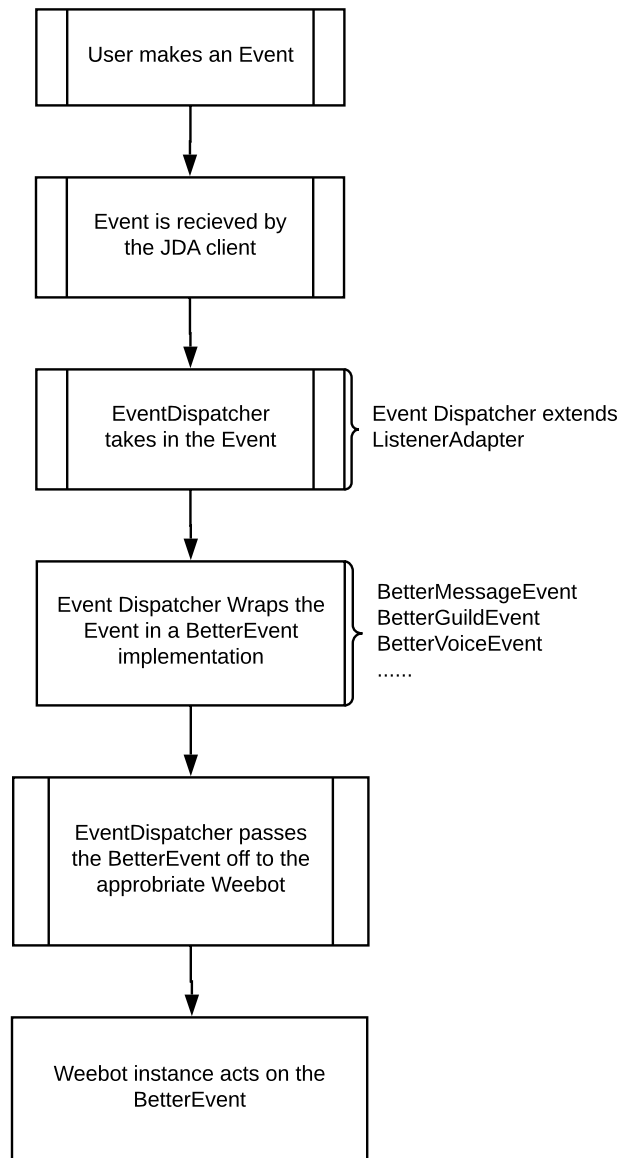 User makes an Event
Event is recieved by
the JDA client
EventDispatcher
takes in the Event
Event Dispatcher extends
ListenerAdapter
Event Dispatcher Wraps the
Event in a BetterEvent
implementation
BetterMessageEvent
BetterGuildEvent
BetterVoiceEvent
......
EventDispatcher passes
the BetterEvent off to the
approbriate Weebot
Weebot instance acts on the
BetterEvent